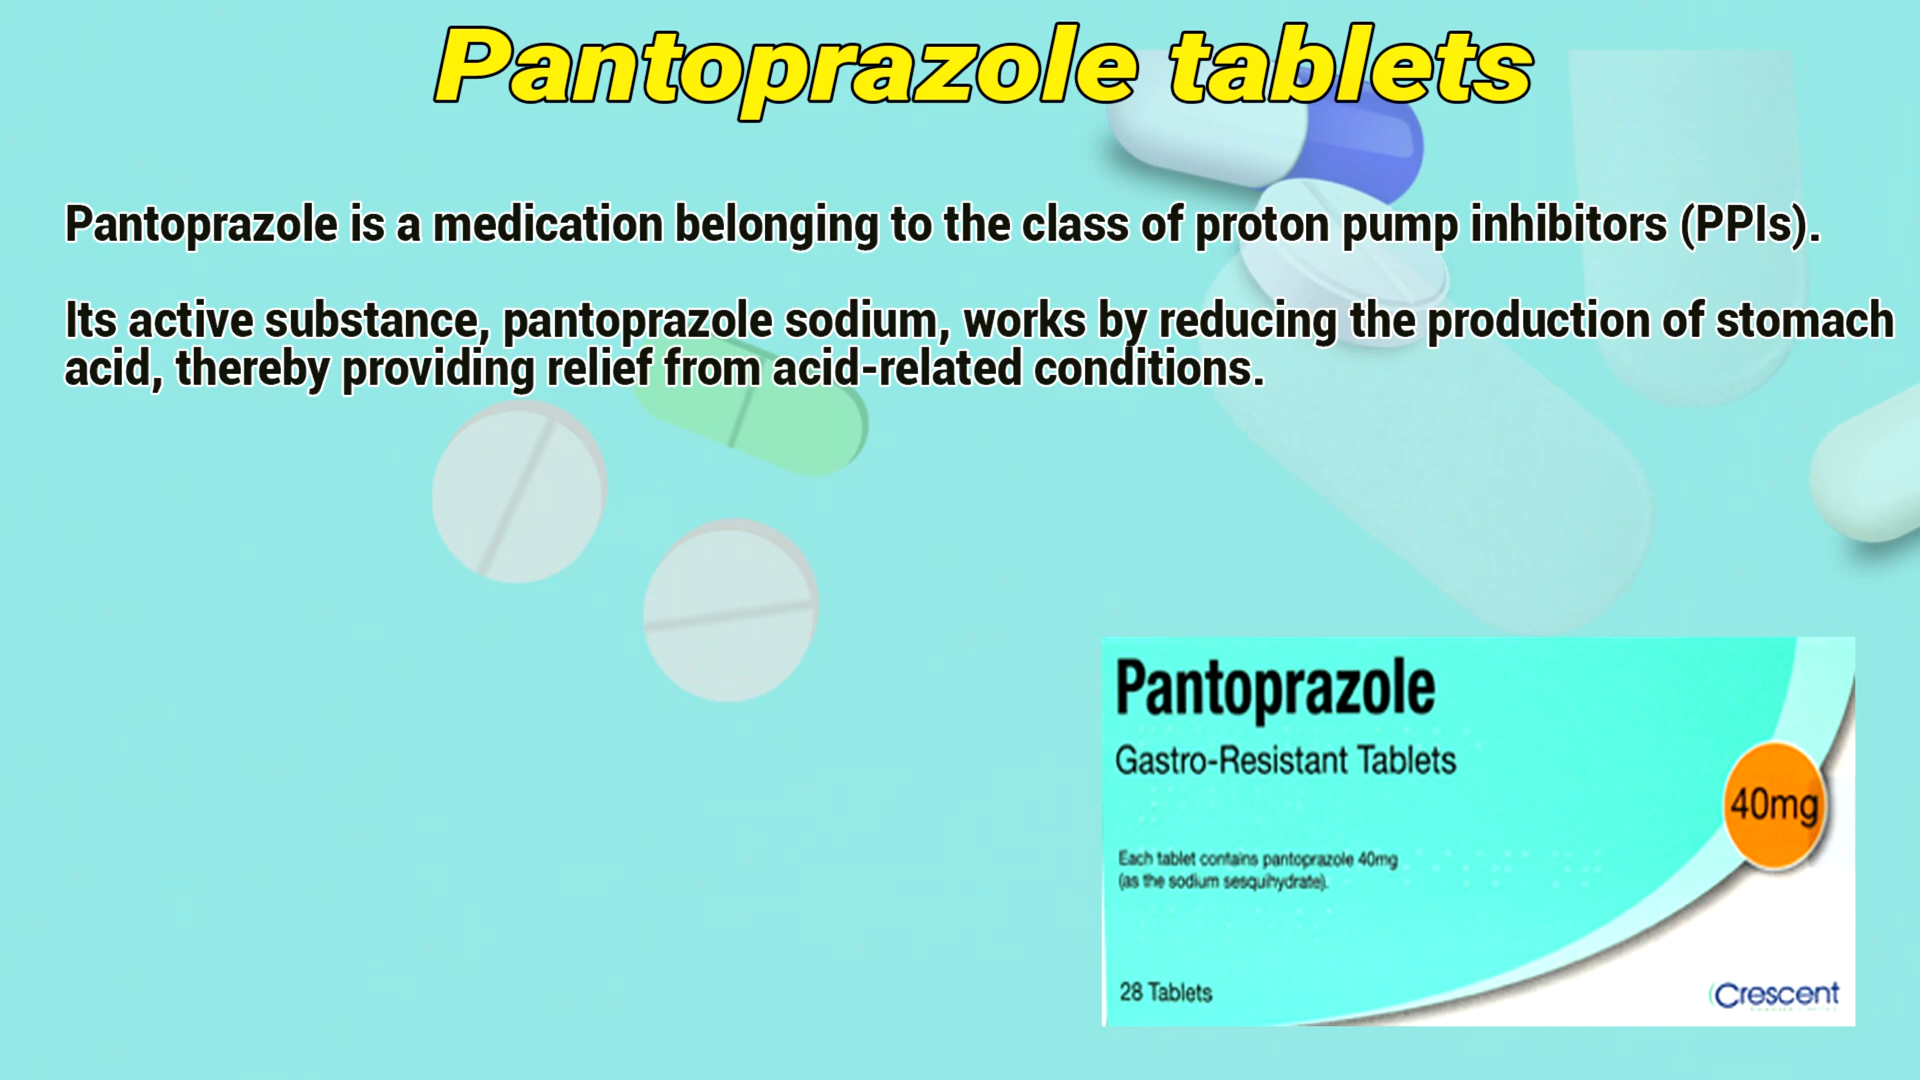 Pantoprazole tablets
Pantoprazole is a medication belonging to the class of proton pump inhibitors (PPIs).
Its active substance, pantoprazole sodium, works by reducing the production of stomach
acid, thereby providing relief from acid-related conditions.
Pantoprazole
Gastro-Resistant Tablets
40mg
Each tablet contains pantoprazole 40mg
(as the sodium sesquihydrate).
28 Tablets
Crescent